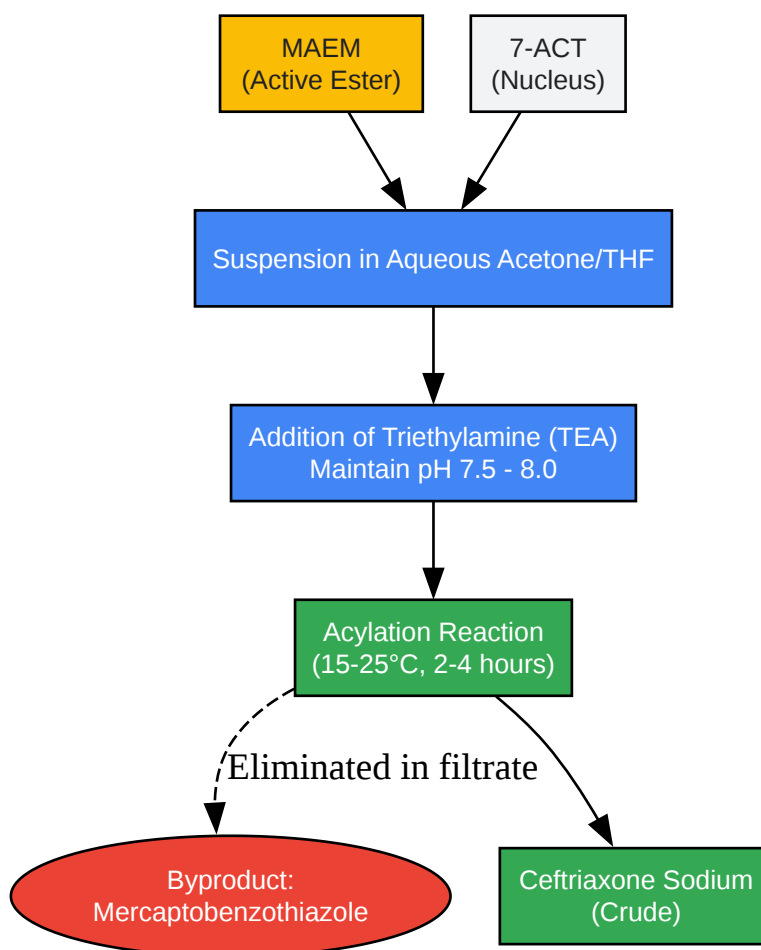 MAEM
(Active Ester)
7-ACT
(Nucleus)
Suspension in Aqueous Acetone/THF
Addition of Triethylamine (TEA)
Maintain pH 7.5 - 8.0
Acylation Reaction
(15-25°C, 2-4 hours)
Eliminated in filtrate
Byproduct:
Mercaptobenzothiazole
Ceftriaxone Sodium
(Crude)